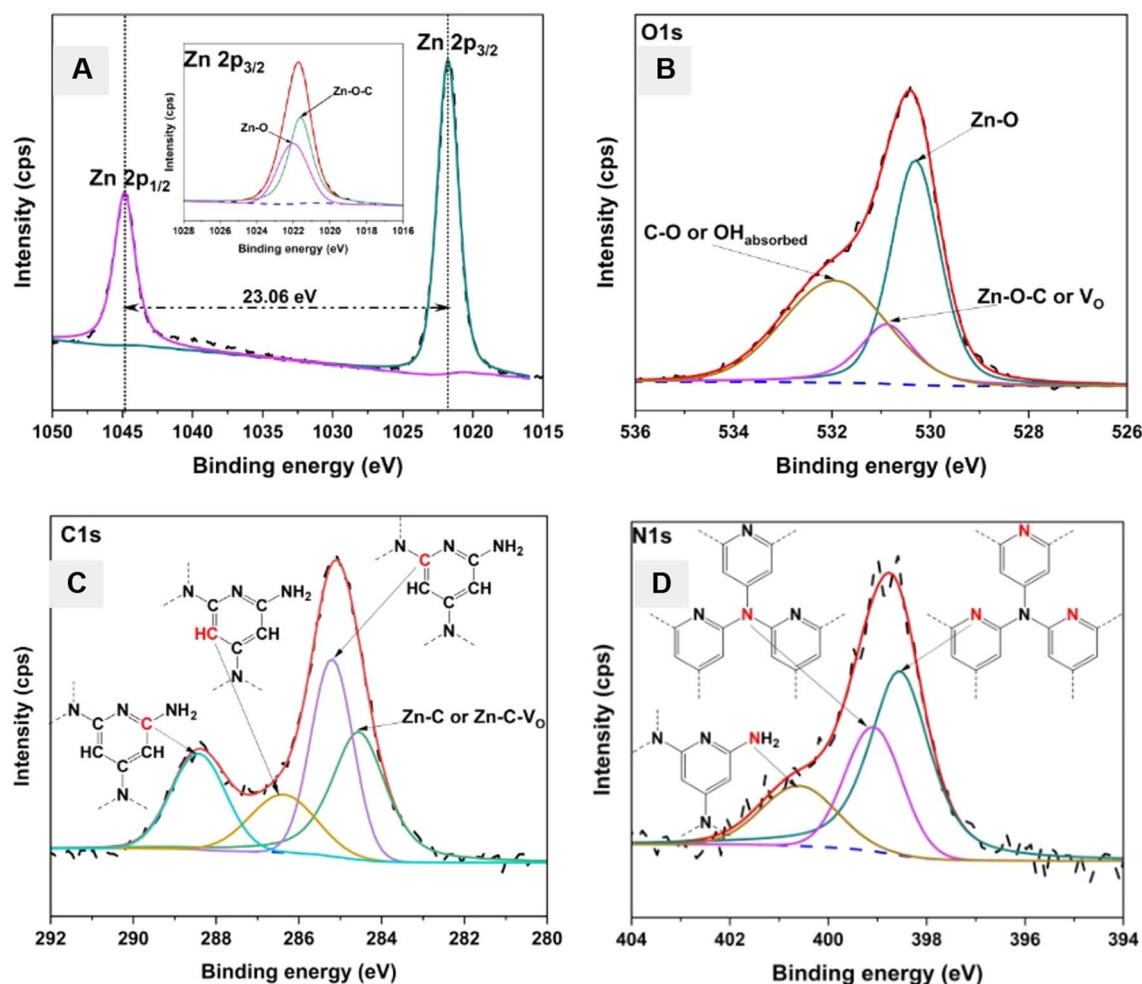 A
Zn 2p3/2
Zn 2p1/2
23.06 eV
Intensity (cps)
1050 1045 1040 1035 1030 1025 1020 1015
Binding energy (eV)
Zn 2p3/2
Zn-O-C
Zn-O
Intensity (cps)
1028 1026 1024 1022 1020 1018 1016
Binding energy (eV)
O1s
B
Zn-O
C-O or OHabsorbed
Zn-O-C or VO
Intensity (cps)
536 534 532 530 528 526
Binding energy (eV)
C1s
C
N N NH2
C
HC CH
N
N N NH2
HC CH
N
N N NH2
C
HC CH
N
Zn-C or Zn-C-VO
Intensity (cps)
292 290 288 286 284 282 280
Binding energy (eV)
N1s
D
N
N N N
N
N N N
N N NH2
N
Intensity (cps)
404 402 400 398 396 394
Binding energy (eV)